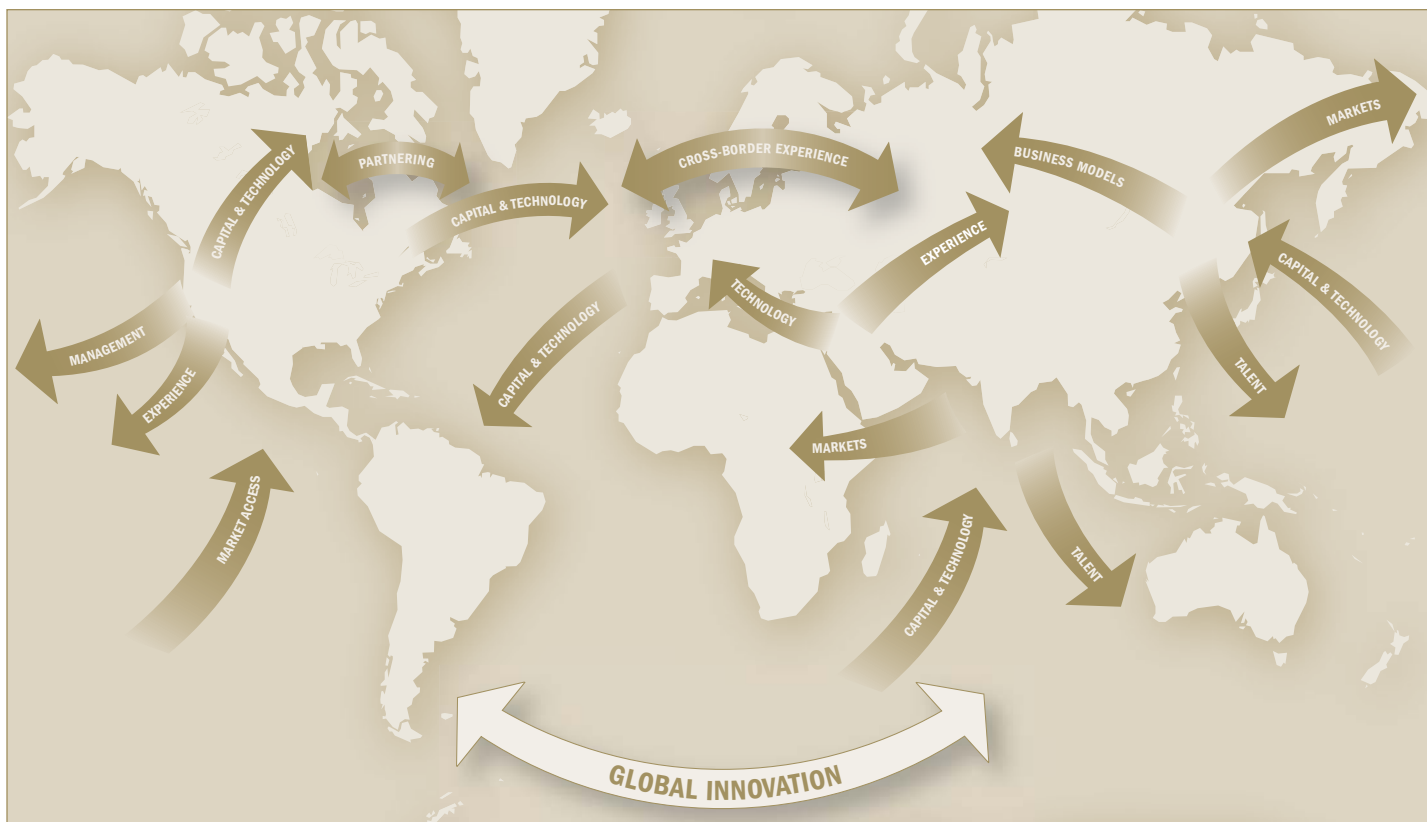 MARKETS
PARTNERING
CROSS-BORDER EXPERIENCE
BUSINESS MODELS
CAPITAL & TECHNOLOGY
CAPITAL & TECHNOLOGY
EXPERIENCE
CAPITAL & TECHNOLOGY
TECHNOLOGY
MANAGEMENT
CAPITAL & TECHNOLOGY
EXPERIENCE
TALENT
MARKETS
MARKET ACCESS
CAPITAL & TECHNOLOGY
TALENT
GLOBAL INNOVATION